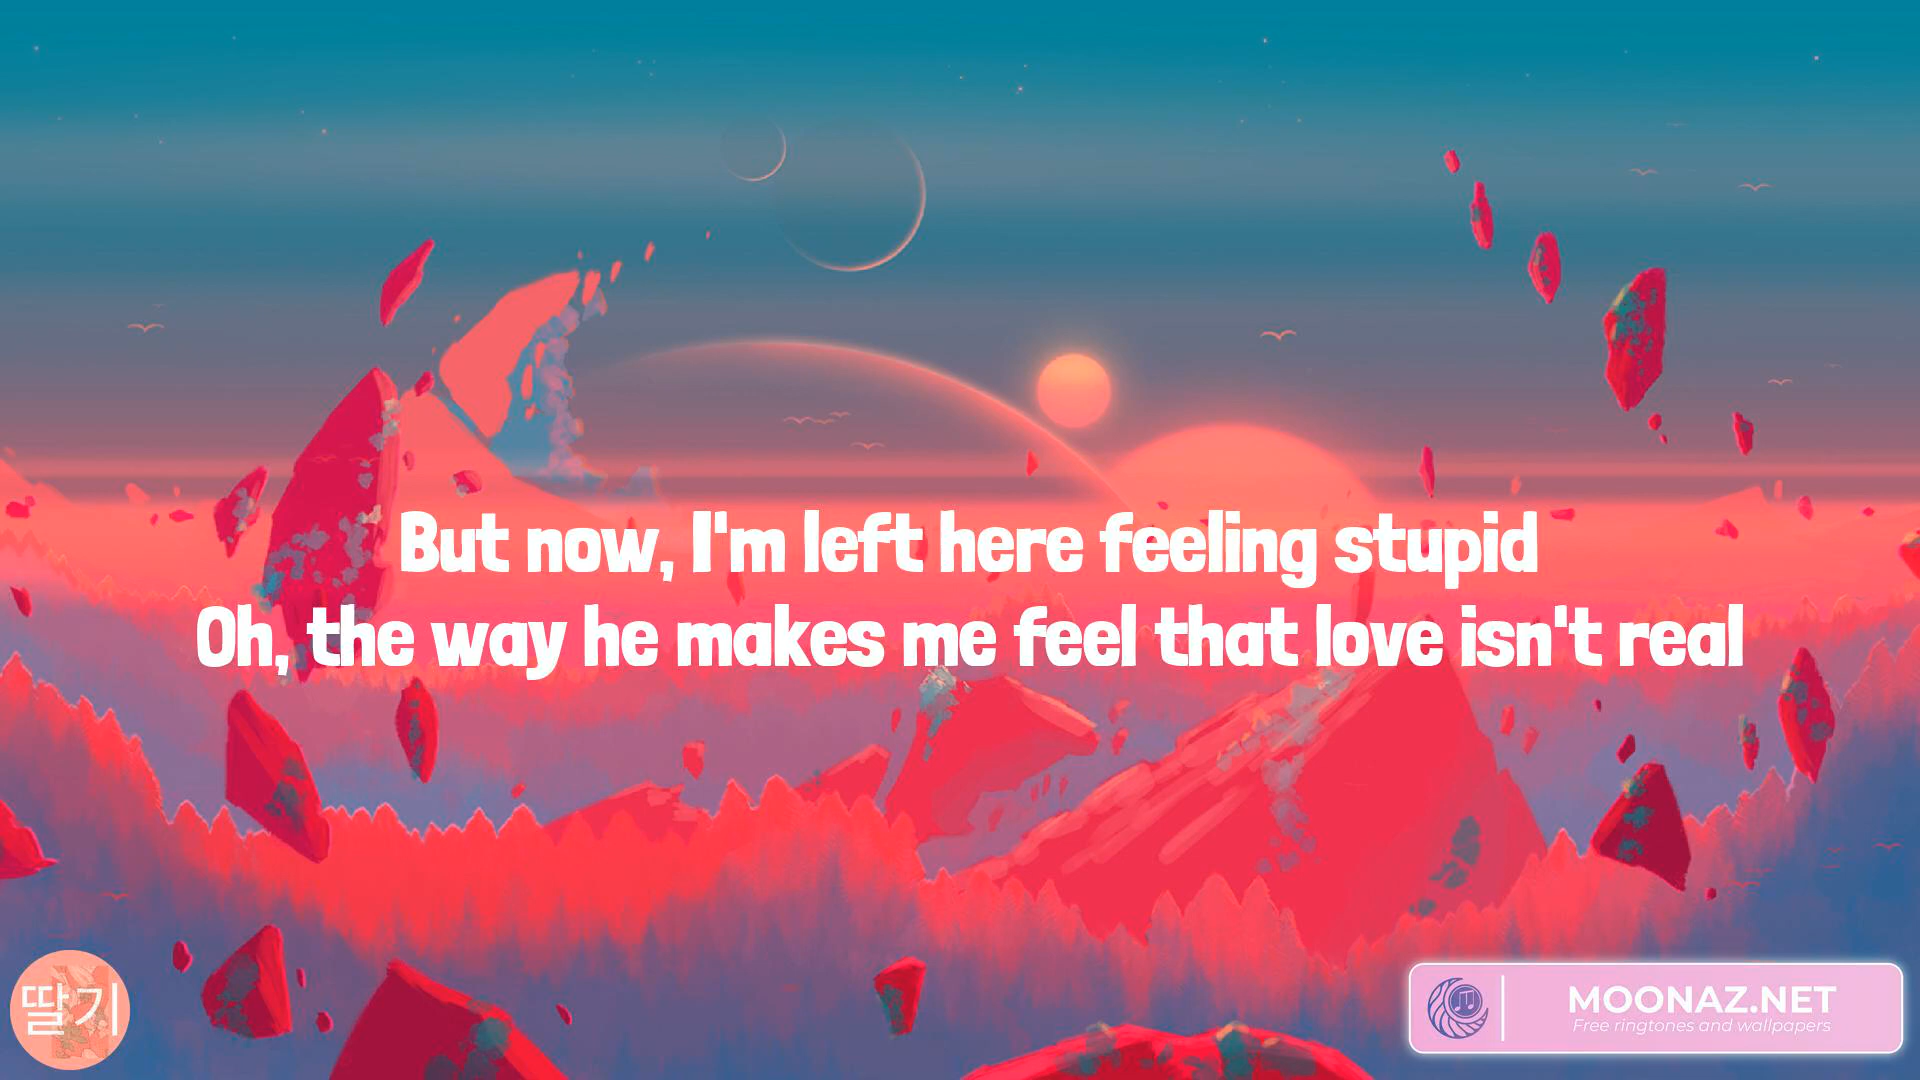 But now, I'm left here feeling stupid
Oh, the way he makes me feel that love isn't real
딸기
MOONAZ.NET
Free ringtones and wallpapers